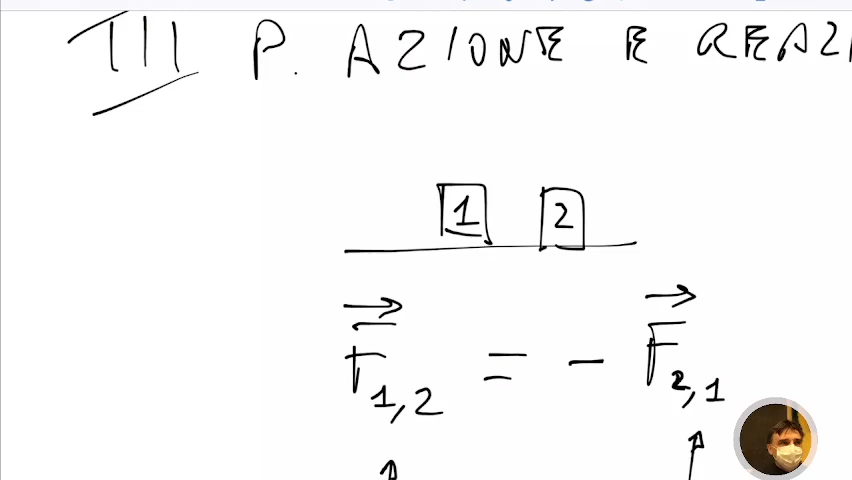 III P. AZIONE E REAZI
1 2
F1,2 = - F2,1